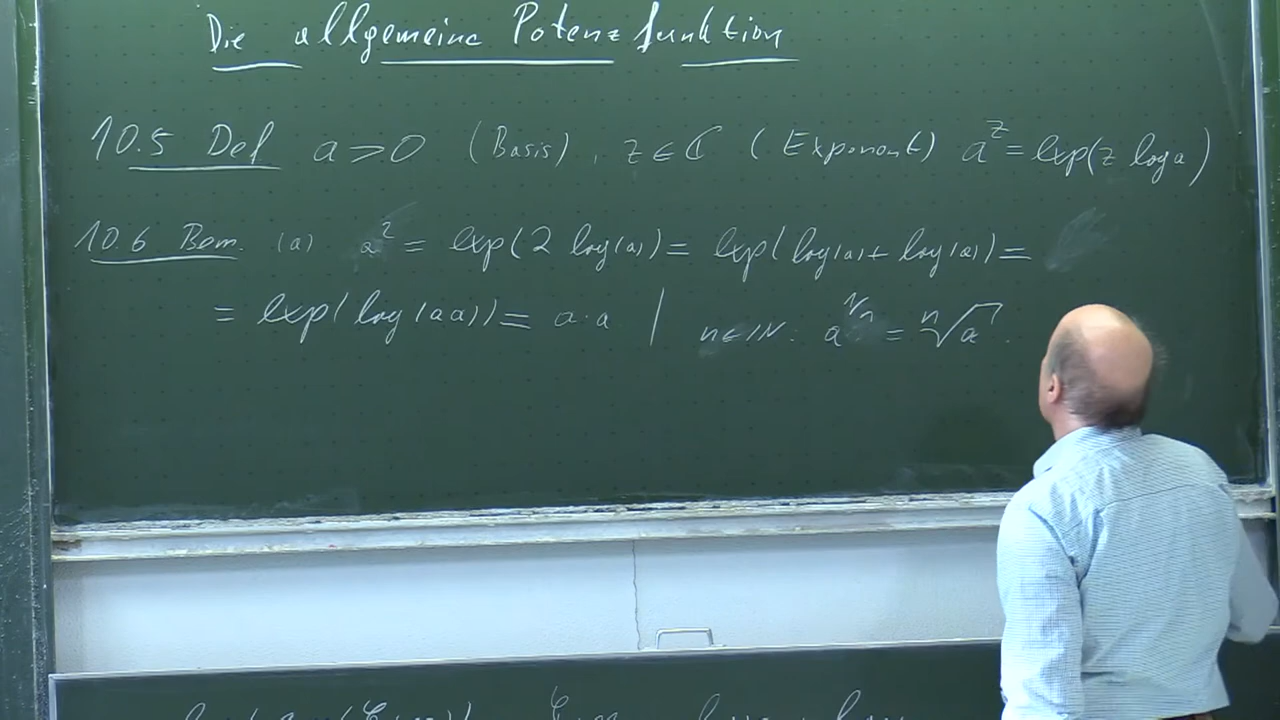 Die allgemeine Potenzfunktion
10.5 Def a>0 (Basis), z∈ℂ (Exponent) a^z = exp(z log a)
10.6 Bem. (a) a^2 = exp(2 log(a)) = exp(log(a) + log(a)) =
= exp(log(aa)) = a·a | n∈ℕ: a^{1/n} = \sqrt[n]{a}.